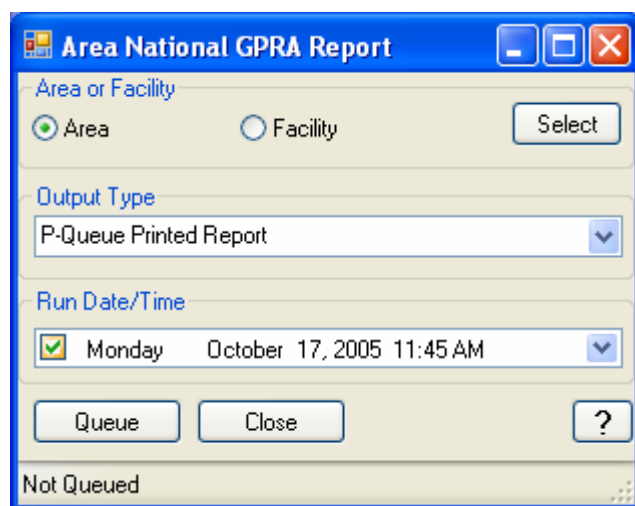 Area National GPRA Report
Area or Facility
Area Facility Select
Output Type
P-Queue Printed Report
Run Date/Time
Monday October 17, 2005 11:45 AM
Queue Close ?
Not Queued